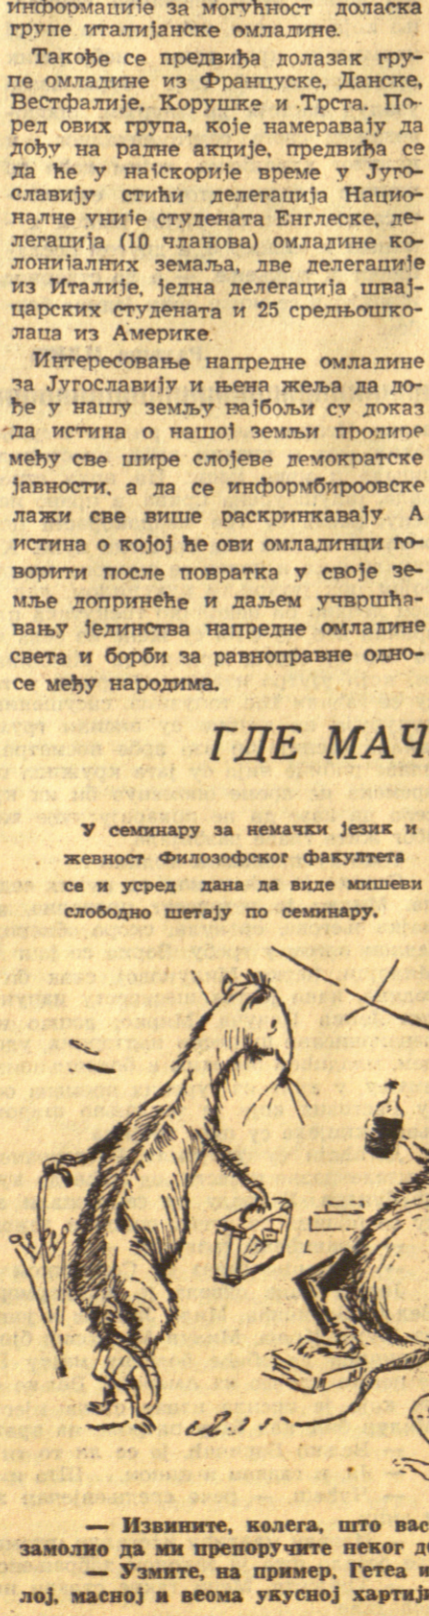 информације за могућност доласка
групе италијанске омладине.
Такође се предвиђа долазак гру-
пе омладине из Француске, Данске,
Вестфалије, Корушке и Трста. По-
ред ових група, које намеравају да
дођу на радне акције, предвиђа се
да ће у најскорије време у Југо-
славију стићи делегација Нацио-
налне уније студената Енглеске, де-
легација (10 чланова) омладине ко-
лонијалних земаља, две делегације
из Италије, једна делегација швај-
царских студената и 25 средњошко-
лаца из Америке.
Интересовање напредне омладине
за Југославију и њена жеља да до-
ђе у нашу земљу најбољи су доказ
да истина о нашој земљи продире
међу све шире слојеве демократске
јавности, а да се информбировске
лажи све више раскринкавају. А
истина о којој ће ови омладинци го-
ворити после повратка у своје зе-
мље допринеће и даљем учвршћа-
вању јединства напредне омладине
света и борби за равноправне одно-
се међу народима.
ГДЕ МАЧ
У семинару за немачки језик и
жевност Филозофског факултета
се и усред дана да виде мишеви
слободно шетају по семинару.
— Извините, колега, што вас
замолио да ми препоручите неког д
— Узмите, на пример, Гетеа и
лој, масној и веома укусној хартији